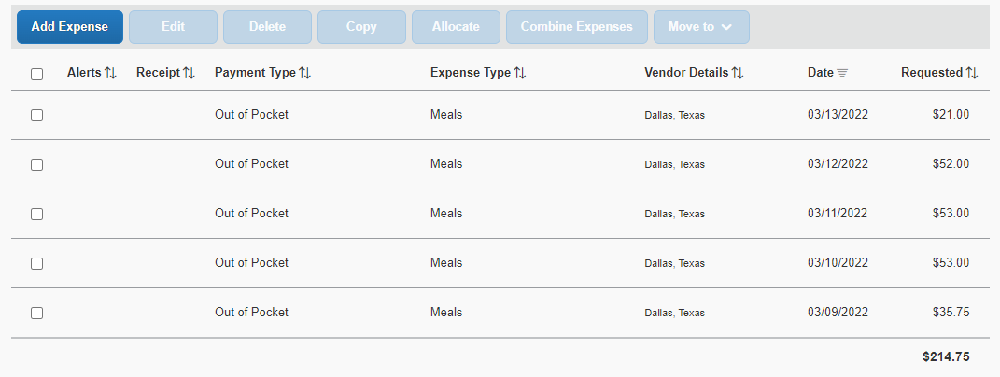 Add Expense Edit Delete Copy Allocate Combine Expenses Move to
Alerts Receipt Payment Type Expense Type Vendor Details Date Requested
Out of Pocket Meals Dallas, Texas 03/13/2022 $21.00
Out of Pocket Meals Dallas, Texas 03/12/2022 $52.00
Out of Pocket Meals Dallas, Texas 03/11/2022 $53.00
Out of Pocket Meals Dallas, Texas 03/10/2022 $53.00
Out of Pocket Meals Dallas, Texas 03/09/2022 $35.75
$214.75